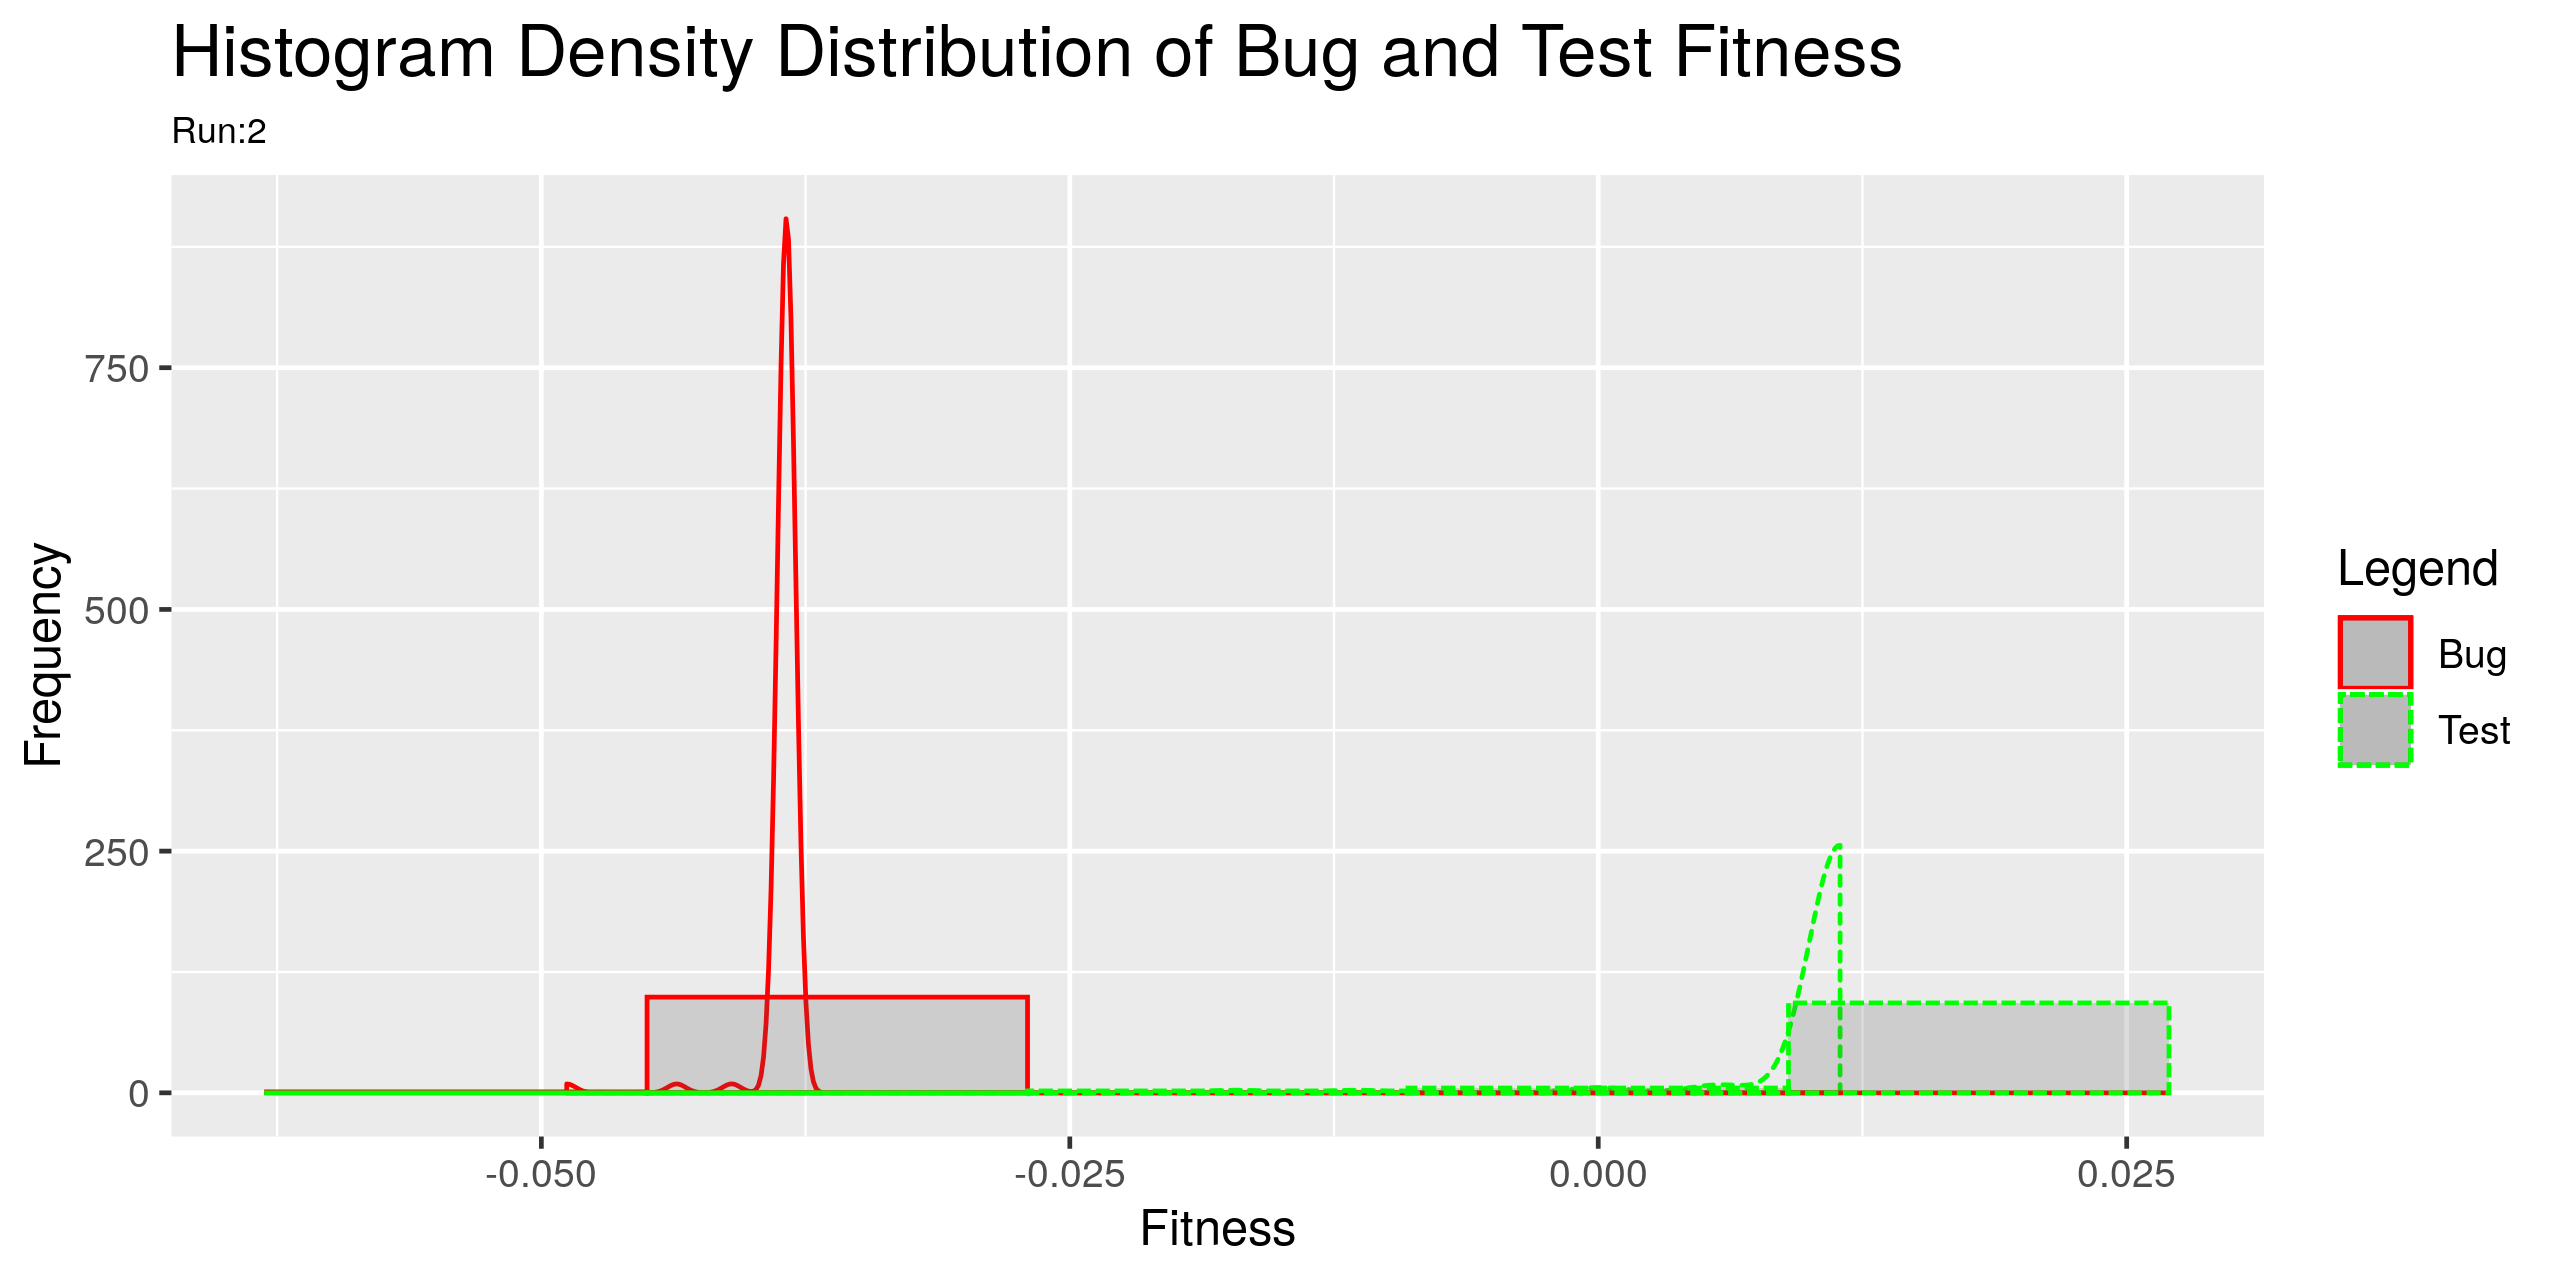 Histogram Density Distribution of Bug and Test Fitness
Run:2
Frequency
750
500
250
0
-0.050
-0.025
0.000
0.025
Fitness
Legend
Bug
Test